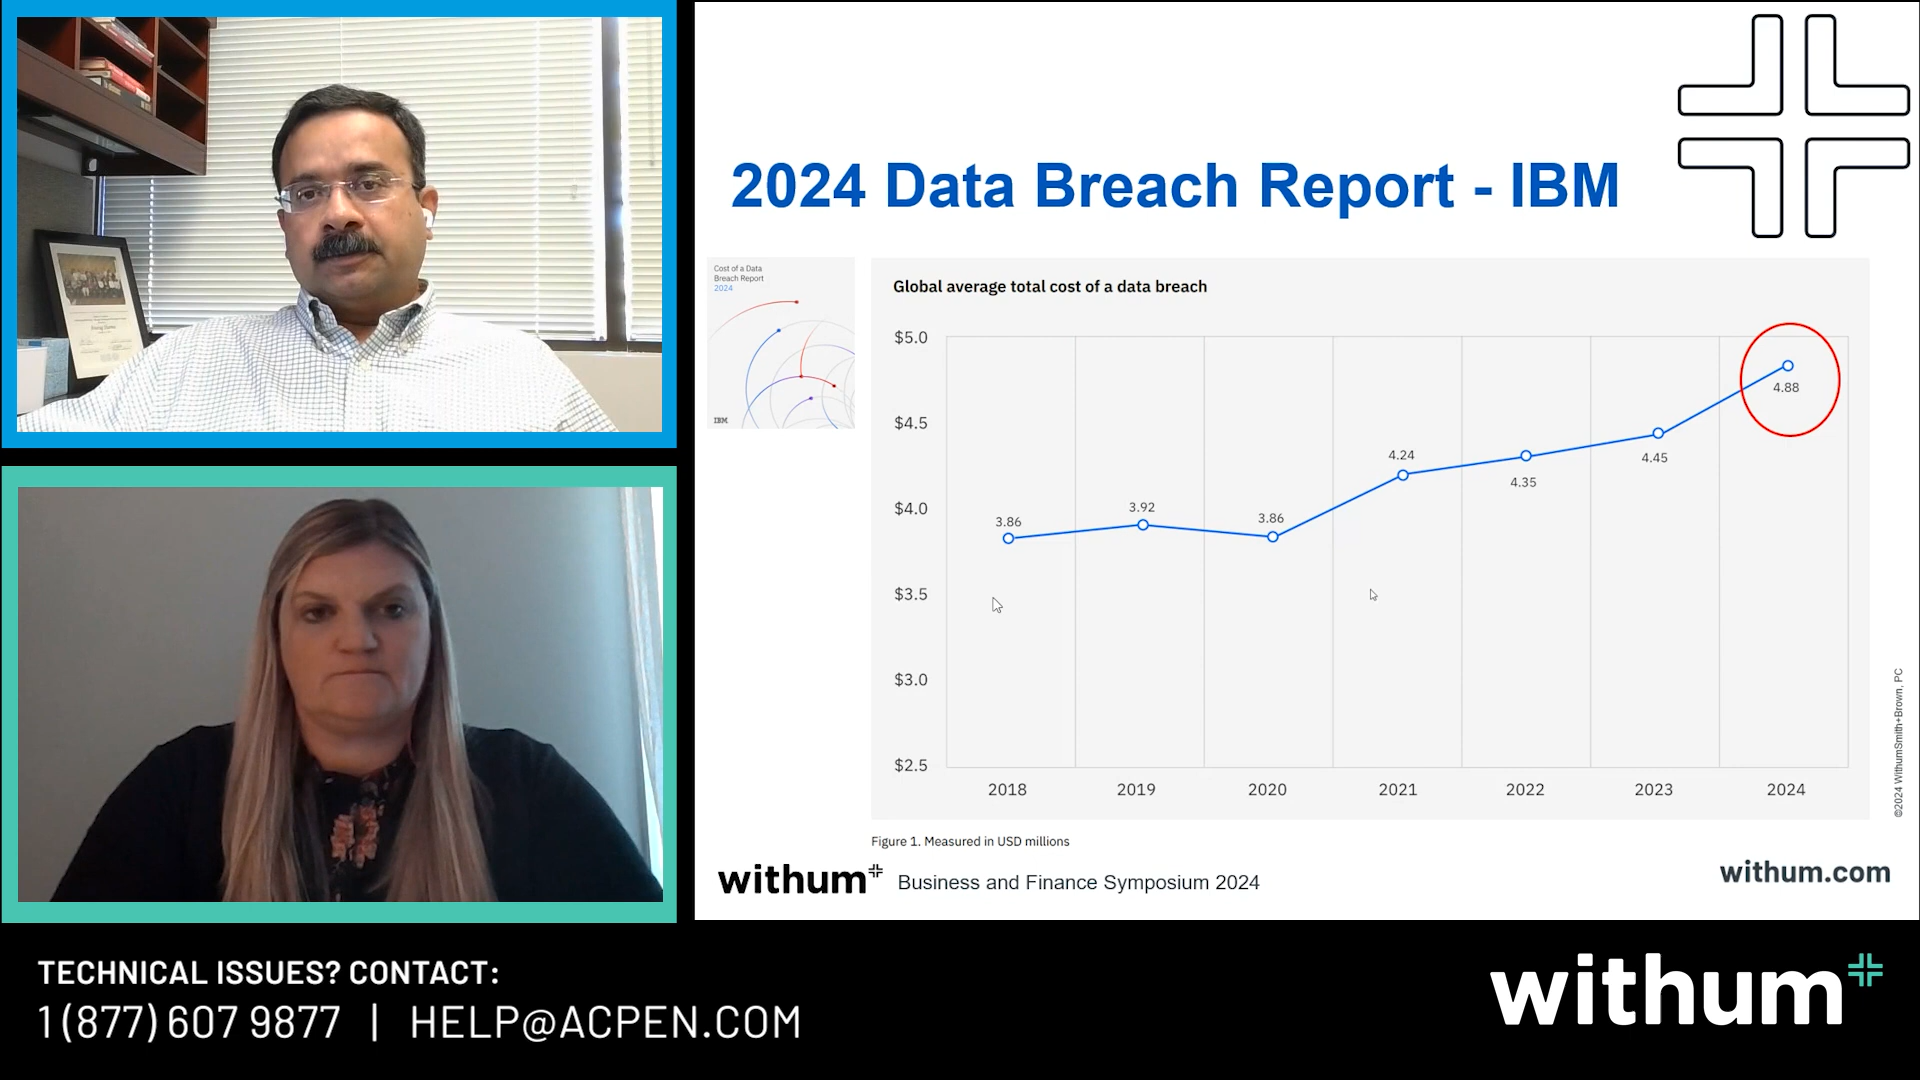 2024 Data Breach Report - IBM
Cost of a Data
Breach Report
2024
IBM
Global average total cost of a data breach
$5.0
$4.5
$4.0
$3.5
$3.0
$2.5
3.86
3.92
3.86
4.24
4.35
4.45
4.88
2018
2019
2020
2021
2022
2023
2024
Figure 1. Measured in USD millions
©2024 WithumSmith+Brown, PC
withum
Business and Finance Symposium 2024
withum.com
TECHNICAL ISSUES? CONTACT:
1 (877) 607 9877 | HELP@ACPEN.COM
withum